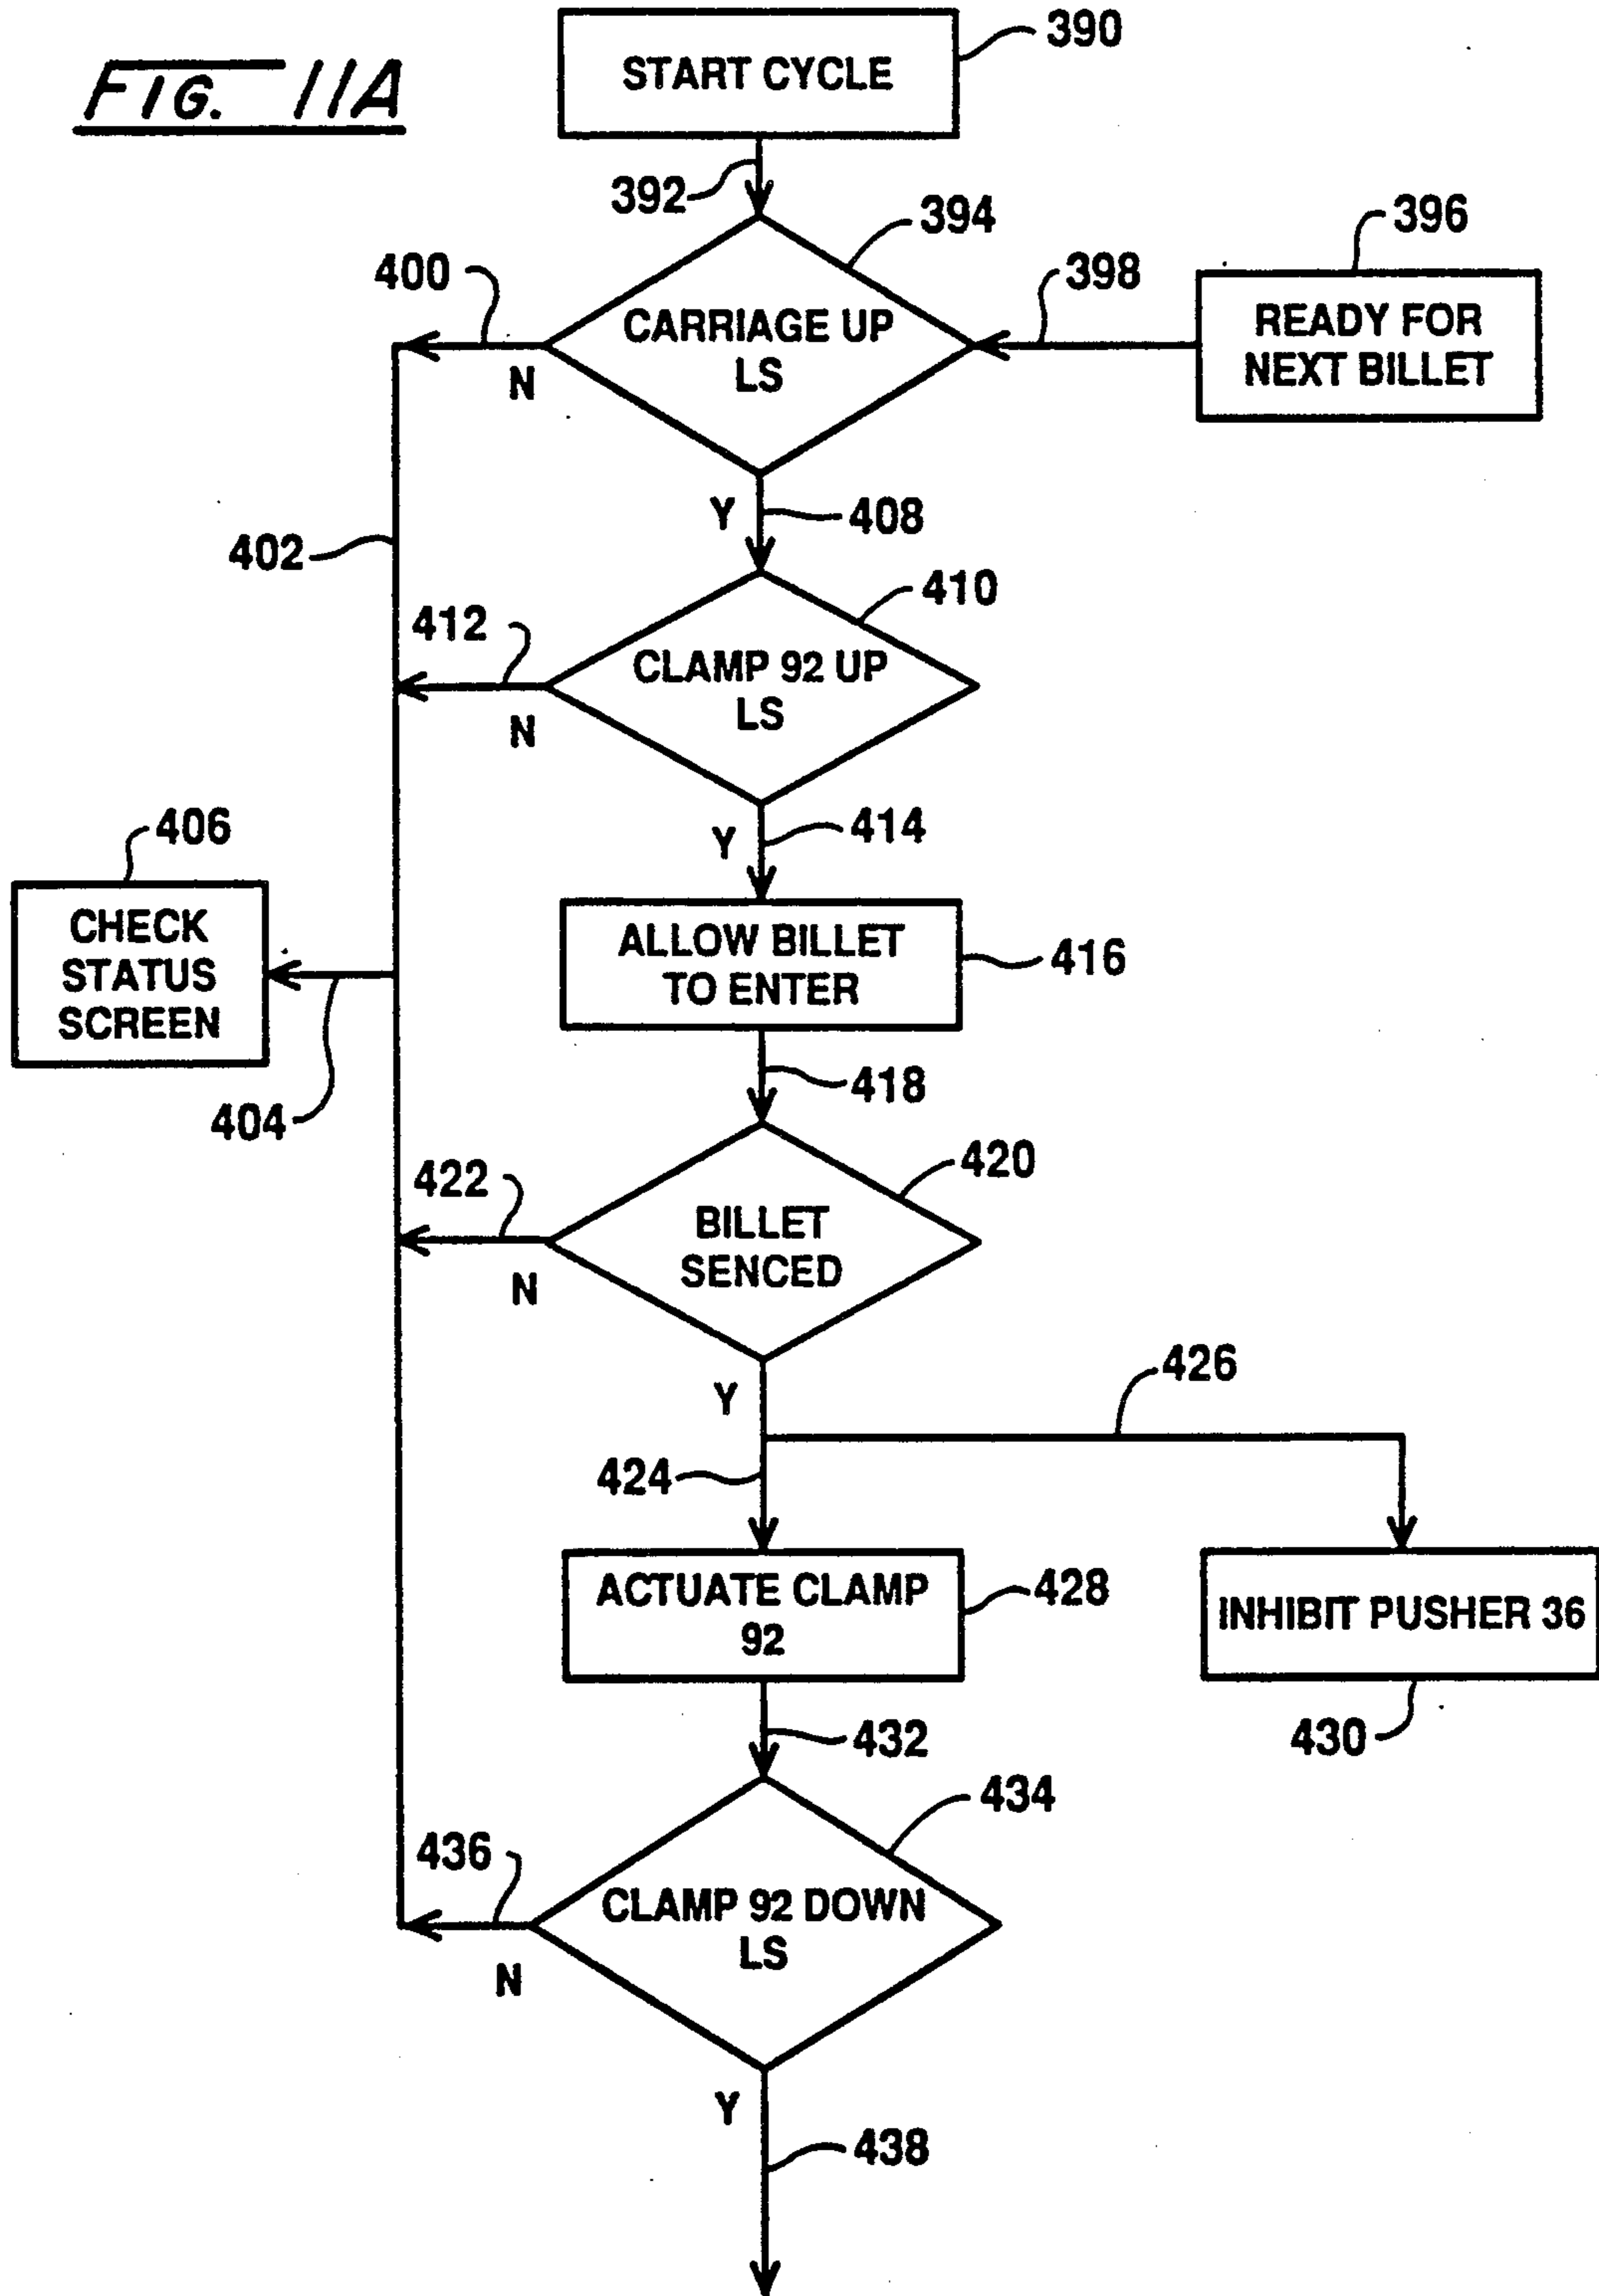 FIG. 11A
START CYCLE
390
392
394
396
400
398
CARRIAGE UP
LS
READY FOR
NEXT BILLET
N
Y
408
402
410
412
CLAMP 92 UP
LS
N
406
Y
414
CHECK
STATUS
SCREEN
ALLOW BILLET
TO ENTER
416
404
418
420
422
BILLET
SENCED
N
Y
426
424
ACTUATE CLAMP
92
428
INHIBIT PUSHER 36
430
432
434
436
CLAMP 92 DOWN
LS
N
Y
438